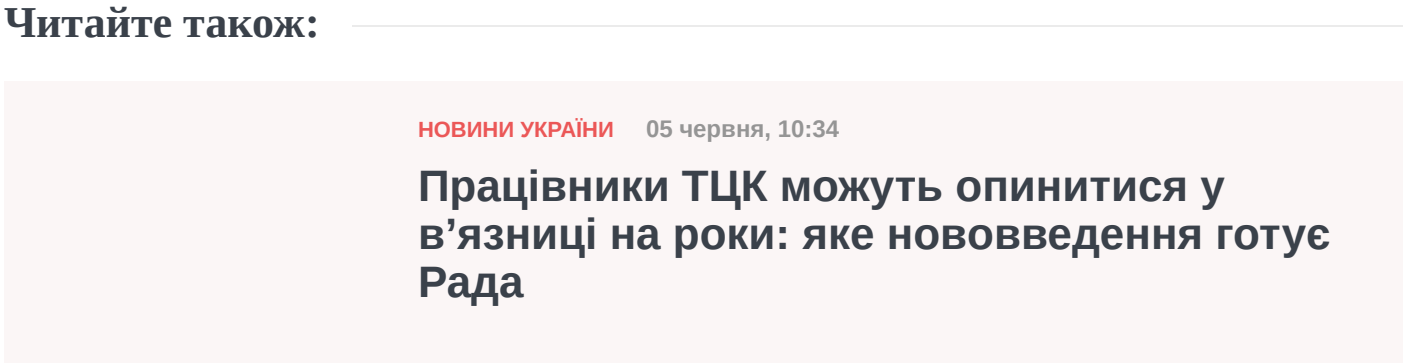 Читайте також:
НОВИНИ УКРАЇНИ 05 червня, 10:34
Працівники ТЦК можуть опинитися у
в’язниці на роки: яке нововведення готує
Рада